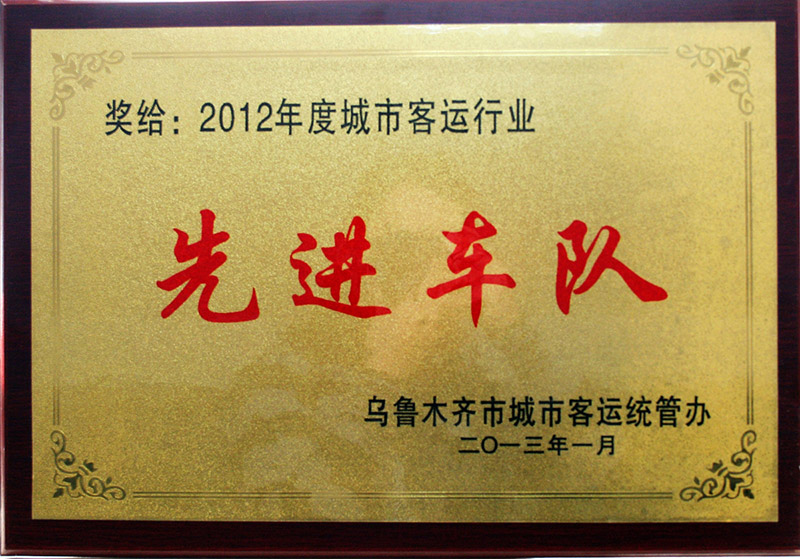 奖给：2012年度城市客运行业
先进车队
乌鲁木齐市城市客运统管办
二〇一三年一月